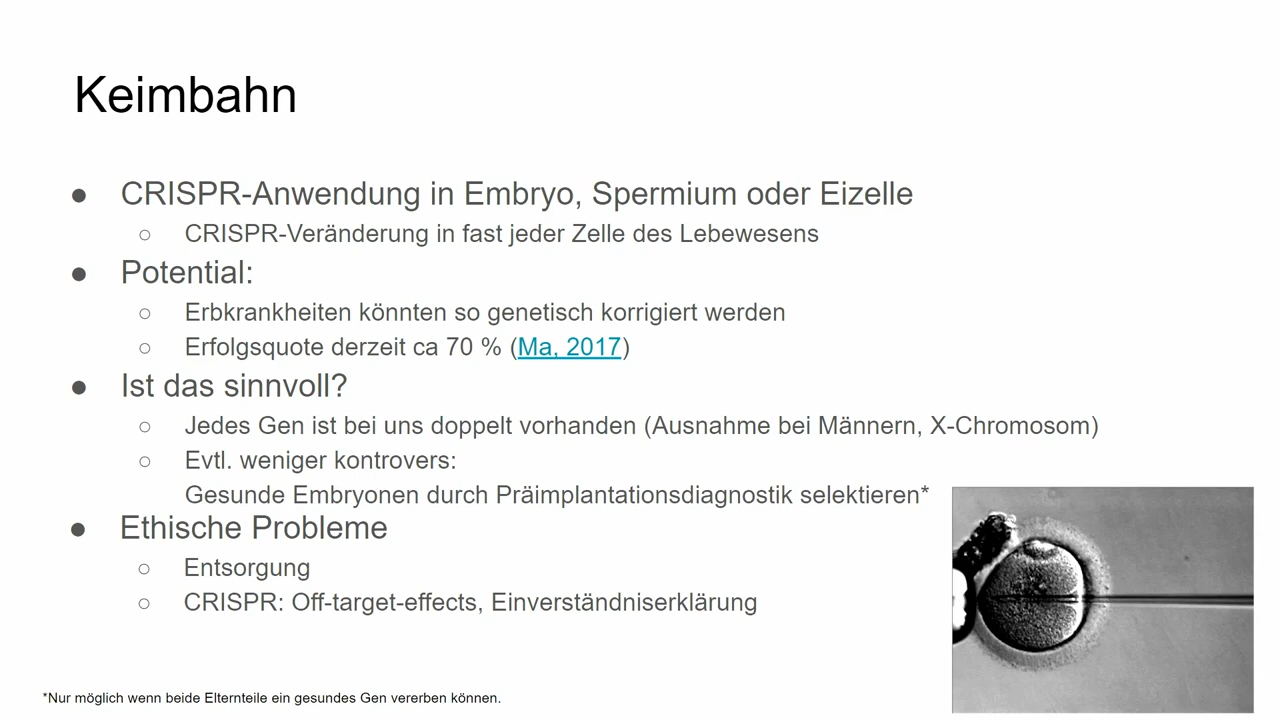 Keimbahn
● CRISPR-Anwendung in Embryo, Spermium oder Eizelle
○ CRISPR-Veränderung in fast jeder Zelle des Lebewesens
● Potential:
○ Erbkrankheiten könnten so genetisch korrigiert werden
○ Erfolgsquote derzeit ca 70 % (Ma, 2017)
● Ist das sinnvoll?
○ Jedes Gen ist bei uns doppelt vorhanden (Ausnahme bei Männern, X-Chromosom)
○ Evtl. weniger kontrovers:
Gesunde Embryonen durch Präimplantationsdiagnostik selektieren*
● Ethische Probleme
○ Entsorgung
○ CRISPR: Off-target-effects, Einverständniserklärung
*Nur möglich wenn beide Elternteile ein gesundes Gen vererben können.